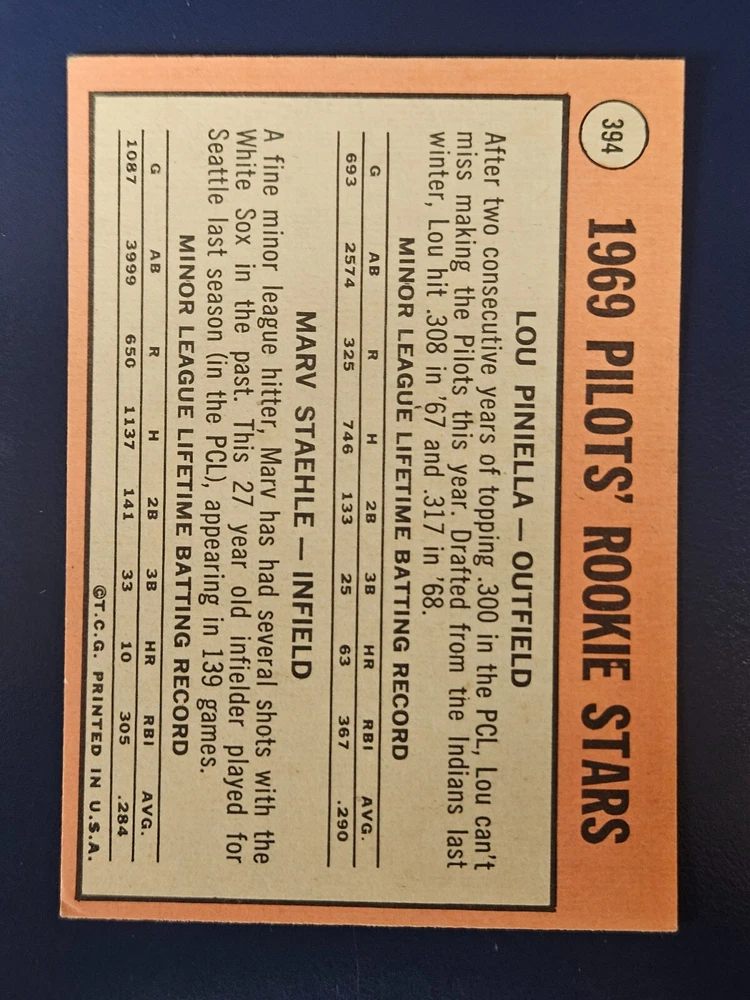 394
1969 PILOTS' ROOKIE STARS
LOU PINIELLA — OUTFIELD
After two consecutive years of topping .300 in the PCL, Lou can't
miss making the Pilots this year. Drafted from the Indians last
winter, Lou hit .308 in '67 and .317 in '68.
MINOR LEAGUE LIFETIME BATTING RECORD
G AB R H 2B 3B HR RBI AVG.
693 2574 325 746 133 25 63 367 .290
MARV STAEHLE — INFIELD
A fine minor league hitter, Marv has had several shots with the
White Sox in the past. This 27 year old infielder played for
Seattle last season (in the PCL), appearing in 139 games.
MINOR LEAGUE LIFETIME BATTING RECORD
G AB R H 2B 3B HR RBI AVG.
1087 3999 650 1137 141 33 10 305 .284
©T.C.G. PRINTED IN U.S.A.